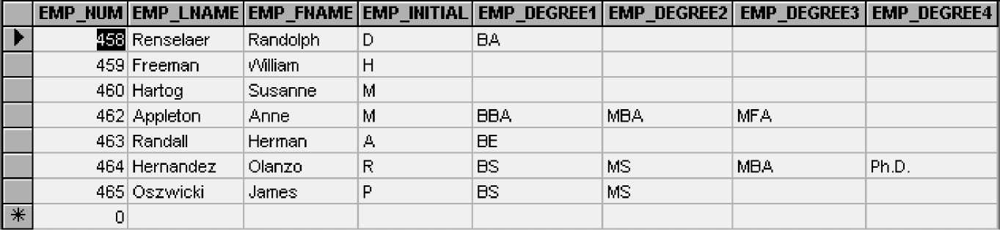 EMP_NUM EMP_LNAME EMP_FNAME EMP_INITIAL EMP_DEGREE1 EMP_DEGREE2 EMP_DEGREE3 EMP_DEGREE4
458 Renselaer Randolph D BA
459 Freeman William H
460 Hartog Susanne M
462 Appleton Anne M BBA MBA MFA
463 Randall Herman A BE
464 Hernandez Olanzo R BS MS MBA Ph.D.
465 Oszwicki James P BS MS
0